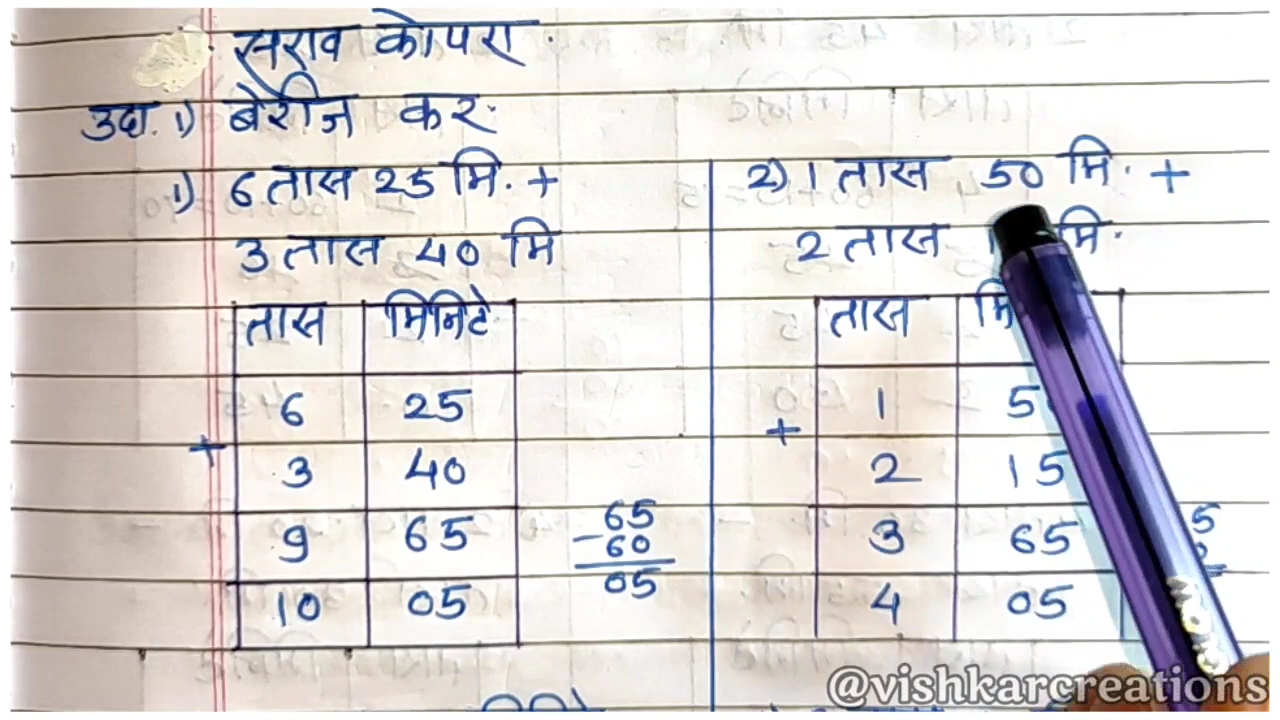 सराव कोपरा.
उदा. 1) बेरीज कर.
1) 6 तास 25 मि. +
3 तास 40 मि
तास मिनिटे
6 25
+
3 40
9 65
10 05
65
- 60
05
2) 1 तास 50 मि. +
2 तास मि.
तास
1
+
2 15
3 65
4 05
5
@vishkarcreations